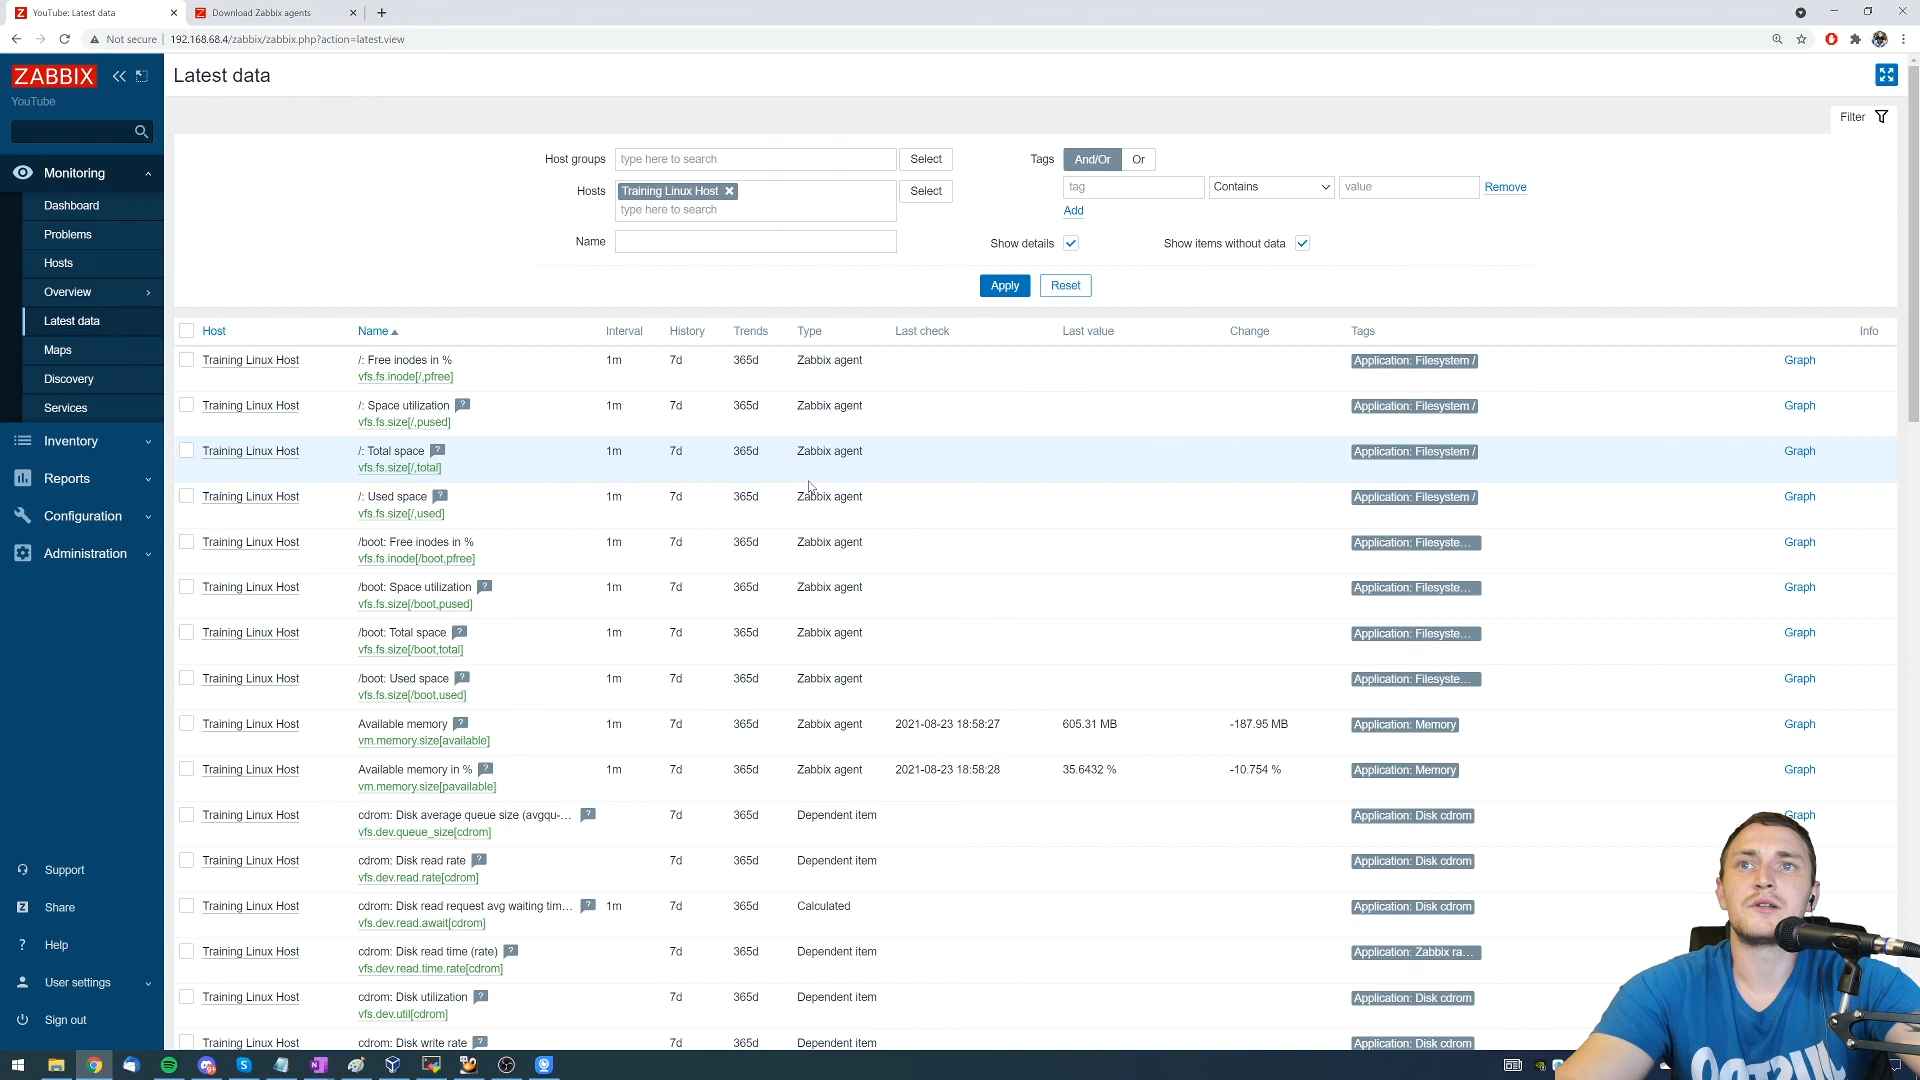 YouTube: Latest data
Download Zabbix agents
Not secure
192.168.68.4/zabbix/zabbix.php?action=latest.view
ZABBIX
YouTube
Monitoring
Dashboard
Problems
Hosts
Overview
Latest data
Maps
Discovery
Services
Inventory
Reports
Configuration
Administration
Support
Share
Help
User settings
Sign out
Latest data
Filter
Host groups type here to search Select
Hosts Training Linux Host Select
type here to search
Name
Tags And/Or Or
tag Contains value Remove
Add
Show details Show items without data
Apply Reset
Host Name Interval History Trends Type Last check Last value Change Tags Info
Training Linux Host /: Free inodes in % 1m 7d 365d Zabbix agent Application: Filesystem / Graph
vfs.fs.inode[/,pfree]
Training Linux Host /: Space utilization ? 1m 7d 365d Zabbix agent Application: Filesystem / Graph
vfs.fs.size[/,pused]
Training Linux Host /: Total space ? 1m 7d 365d Zabbix agent Application: Filesystem / Graph
vfs.fs.size[/,total]
Training Linux Host /: Used space ? 1m 7d 365d Zabbix agent Application: Filesystem / Graph
vfs.fs.size[/,used]
Training Linux Host /boot: Free inodes in % 1m 7d 365d Zabbix agent Application: Filesyste... Graph
vfs.fs.inode[/boot,pfree]
Training Linux Host /boot: Space utilization ? 1m 7d 365d Zabbix agent Application: Filesyste... Graph
vfs.fs.size[/boot,pused]
Training Linux Host /boot: Total space ? 1m 7d 365d Zabbix agent Application: Filesyste... Graph
vfs.fs.size[/boot,total]
Training Linux Host /boot: Used space ? 1m 7d 365d Zabbix agent Application: Filesyste... Graph
vfs.fs.size[/boot,used]
Training Linux Host Available memory ? 1m 7d 365d Zabbix agent 2021-08-23 18:58:27 605.31 MB -187.95 MB Application: Memory Graph
vm.memory.size[available]
Training Linux Host Available memory in % ? 1m 7d 365d Zabbix agent 2021-08-23 18:58:28 35.6432 % -10.754 % Application: Memory Graph
vm.memory.size[pavailable]
Training Linux Host cdrom: Disk average queue size (avgqu-... ? 7d 365d Dependent item Application: Disk cdrom Graph
vfs.dev.queue_size[cdrom]
Training Linux Host cdrom: Disk read rate ? 7d 365d Dependent item Application: Disk cdrom
vfs.dev.read.rate[cdrom]
Training Linux Host cdrom: Disk read request avg waiting tim... ? 1m 7d 365d Calculated Application: Disk cdrom
vfs.dev.read.await[cdrom]
Training Linux Host cdrom: Disk read time (rate) ? 7d 365d Dependent item Application: Zabbix ra...
vfs.dev.read.time.rate[cdrom]
Training Linux Host cdrom: Disk utilization ? 7d 365d Dependent item Application: Disk cdrom
vfs.dev.util[cdrom]
Training Linux Host cdrom: Disk write rate ? 7d 365d Dependent item Application: Disk cdrom